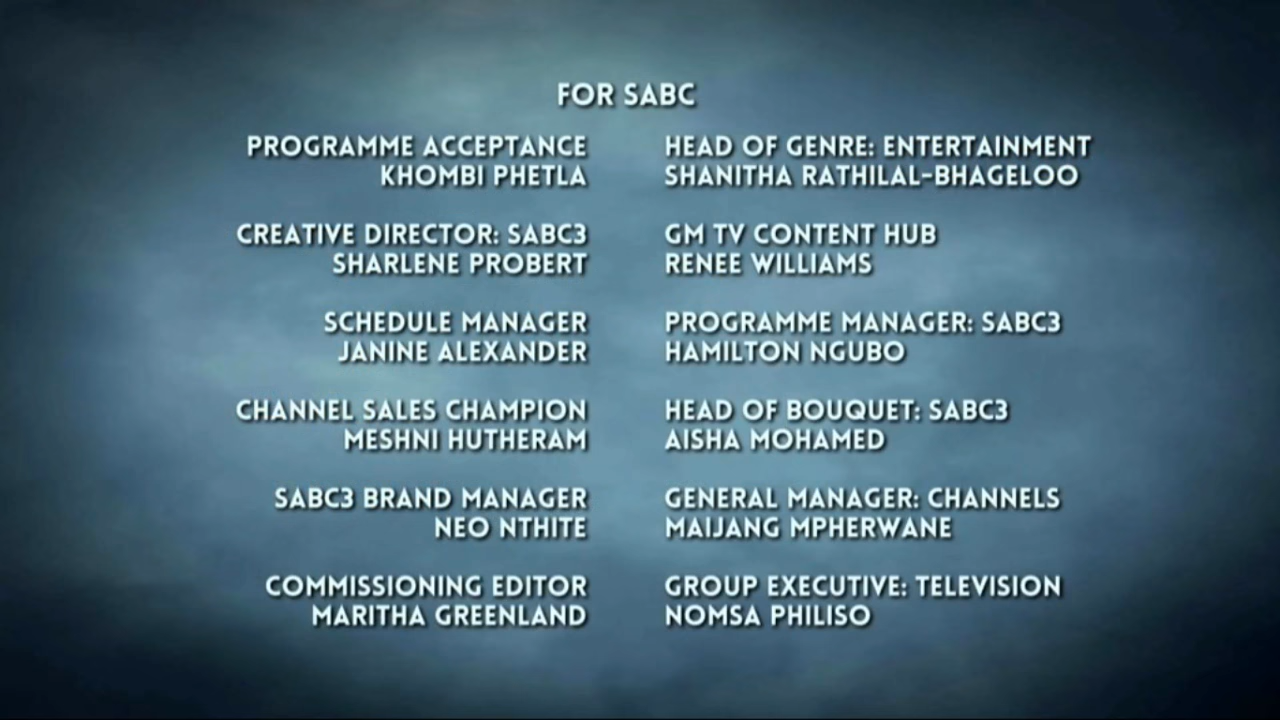 FOR SABC
PROGRAMME ACCEPTANCE
KHOMBI PHETLA
CREATIVE DIRECTOR: SABC3
SHARLENE PROBERT
SCHEDULE MANAGER
JANINE ALEXANDER
CHANNEL SALES CHAMPION
MESHNI HUTHERAM
SABC3 BRAND MANAGER
NEO NTHITE
COMMISSIONING EDITOR
MARITHA GREENLAND
HEAD OF GENRE: ENTERTAINMENT
SHANITHA RATHILAL-BHAGELOO
GM TV CONTENT HUB
RENEE WILLIAMS
PROGRAMME MANAGER: SABC3
HAMILTON NGUBO
HEAD OF BOUQUET: SABC3
AISHA MOHAMED
GENERAL MANAGER: CHANNELS
MAIJANG MPHERWANE
GROUP EXECUTIVE: TELEVISION
NOMSA PHILISO